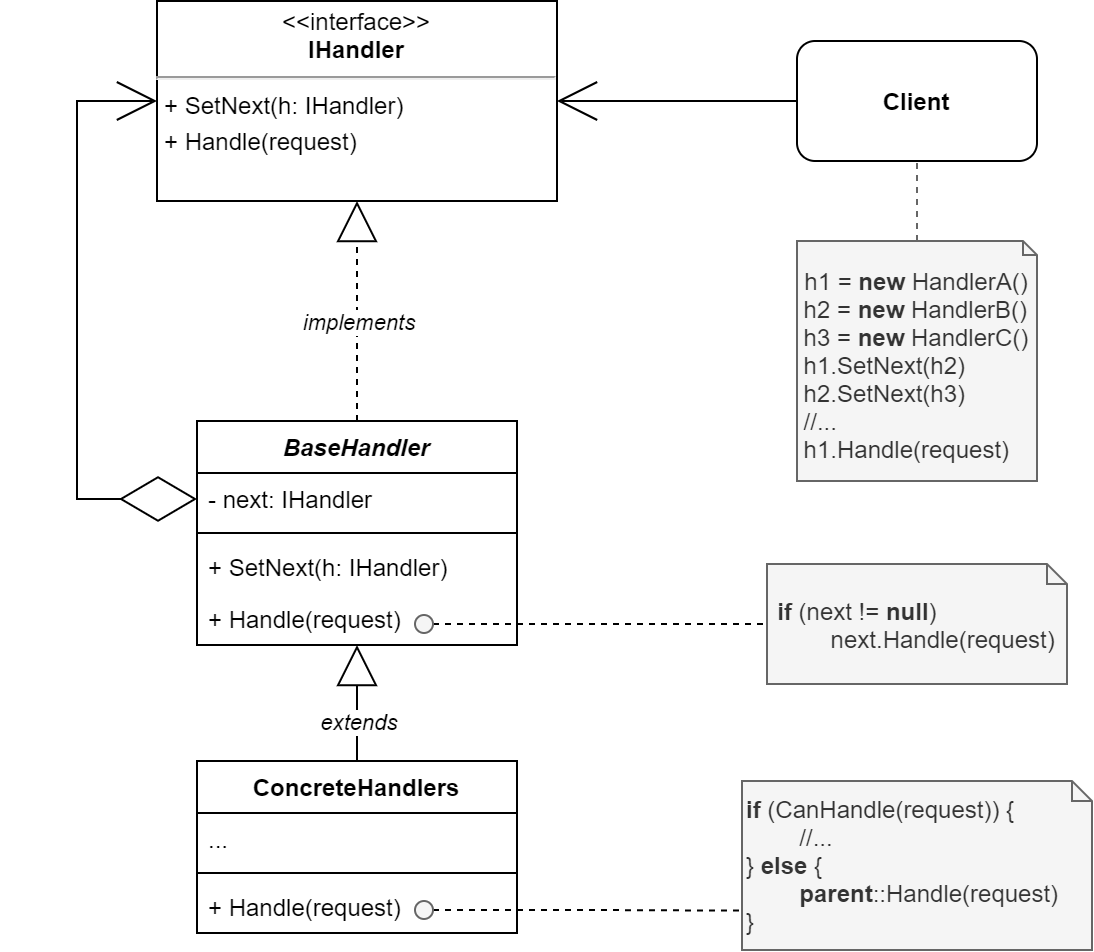 <<interface>>
IHandler
+ SetNext(h: IHandler)
+ Handle(request)
Client
h1 = new HandlerA()
h2 = new HandlerB()
h3 = new HandlerC()
h1.SetNext(h2)
h2.SetNext(h3)
//...
h1.Handle(request)
implements
BaseHandler
- next: IHandler
+ SetNext(h: IHandler)
+ Handle(request)
if (next != null)
next.Handle(request)
extends
ConcreteHandlers
...
+ Handle(request)
if (CanHandle(request)) {
//...
} else {
parent::Handle(request)
}